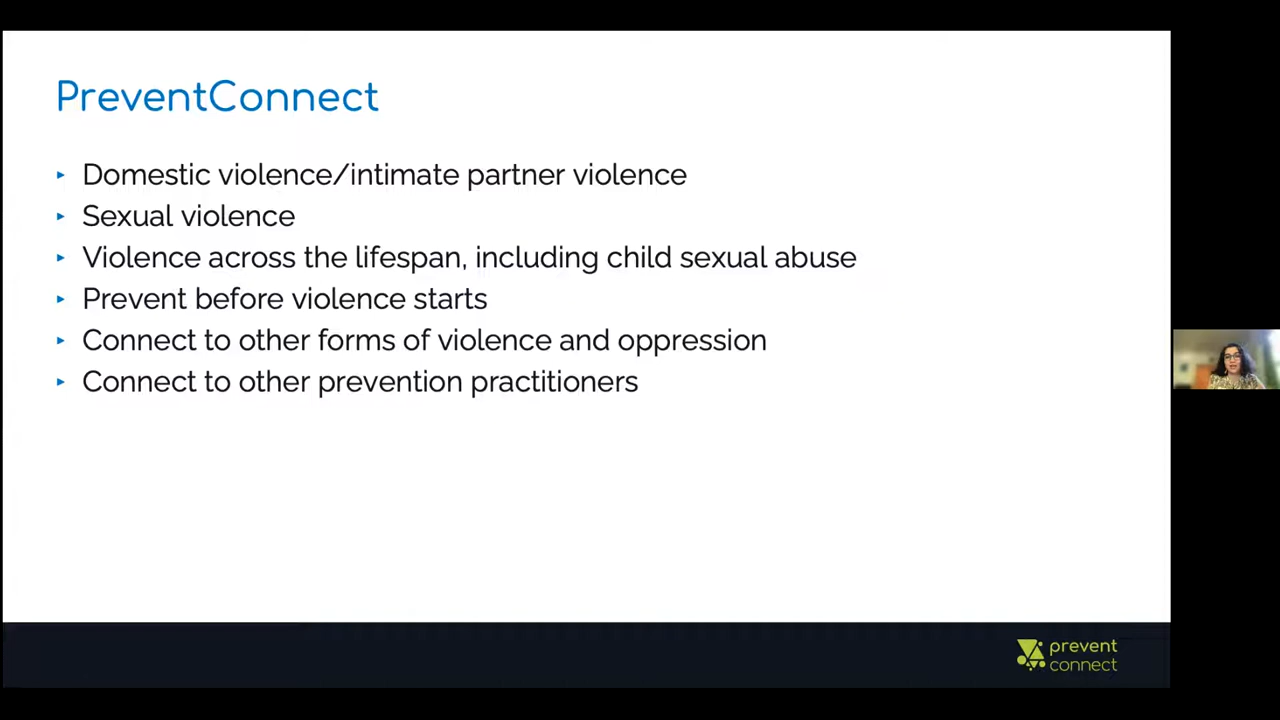 PreventConnect
Domestic violence/intimate partner violence
Sexual violence
Violence across the lifespan, including child sexual abuse
Prevent before violence starts
Connect to other forms of violence and oppression
Connect to other prevention practitioners
prevent
connect